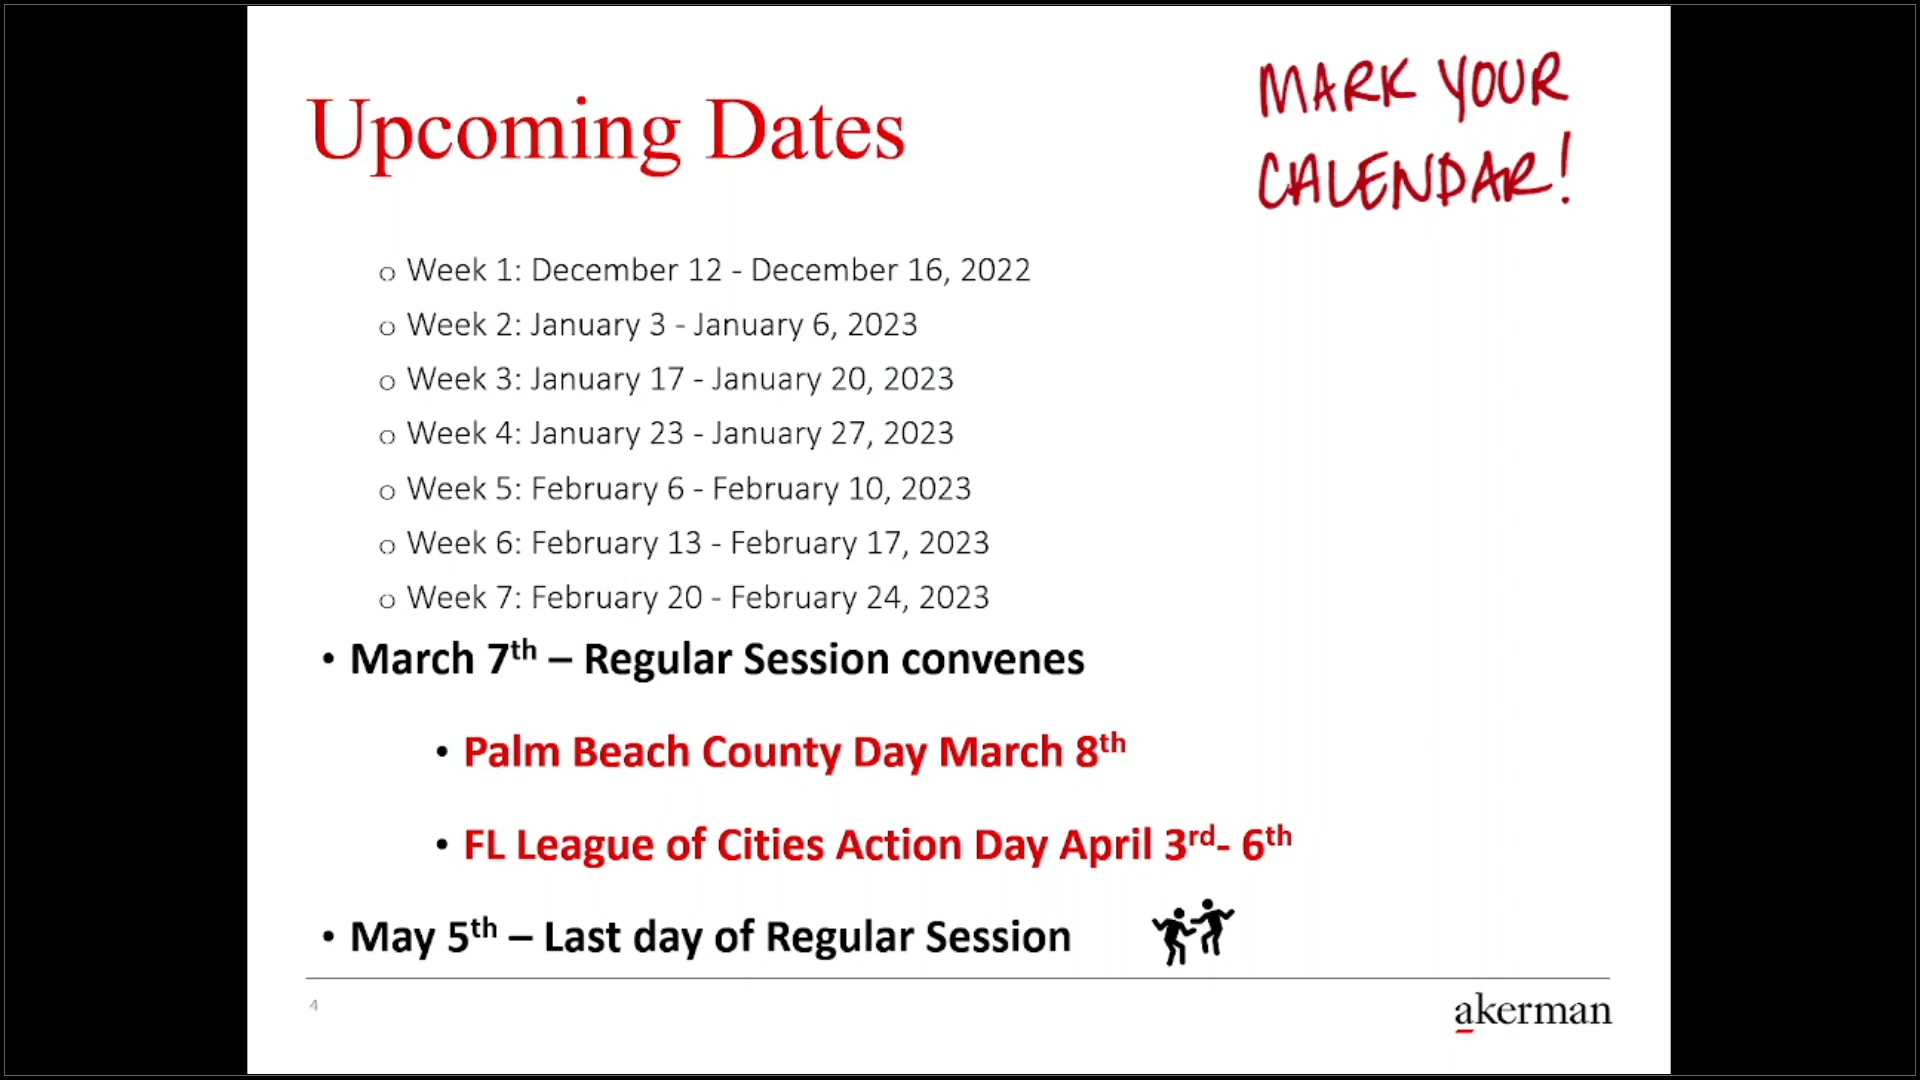 Upcoming Dates
MARK YOUR
CALENDAR!
o Week 1: December 12 - December 16, 2022
o Week 2: January 3 - January 6, 2023
o Week 3: January 17 - January 20, 2023
o Week 4: January 23 - January 27, 2023
o Week 5: February 6 - February 10, 2023
o Week 6: February 13 - February 17, 2023
o Week 7: February 20 - February 24, 2023
• March 7th – Regular Session convenes
• Palm Beach County Day March 8th
• FL League of Cities Action Day April 3rd- 6th
• May 5th – Last day of Regular Session
4
akerman